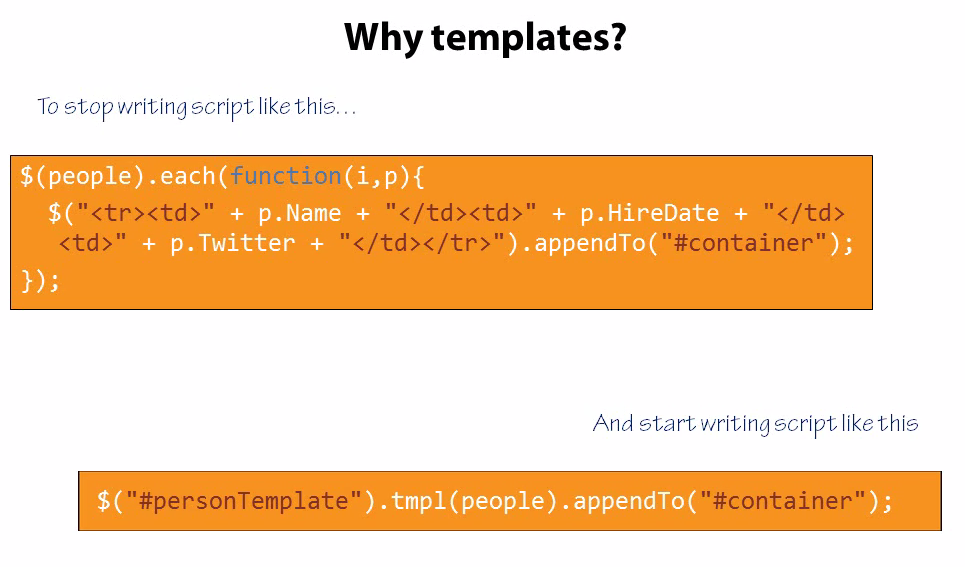 Why templates?
To stop writing script like this...
$(people).each(function(i,p){
$("<tr><td>" + p.Name + "</td><td>" + p.HireDate + "</td>
<td>" + p.Twitter + "</td></tr>").appendTo("#container");
});
And start writing script like this
$("#personTemplate").tmpl(people).appendTo("#container");